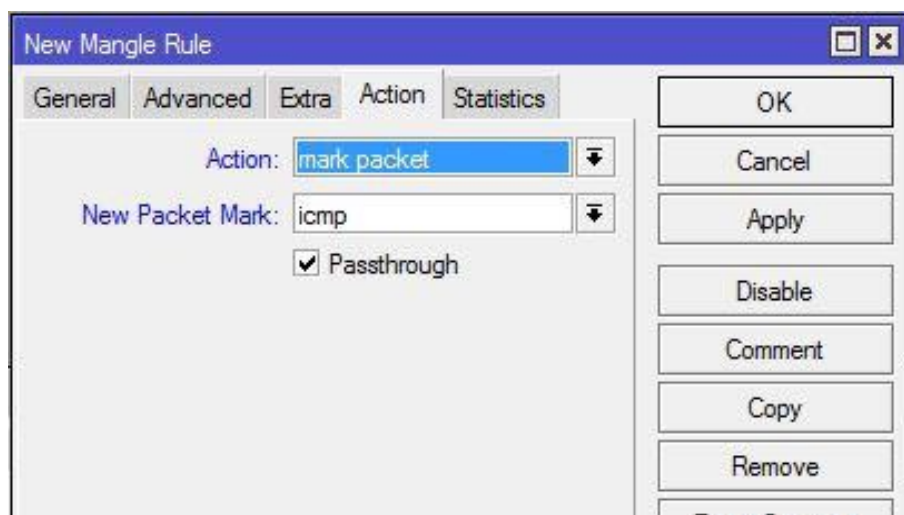 New Mangle Rule
General Advanced Extra Action Statistics
Action: mark packet
New Packet Mark: icmp
Passthrough
OK
Cancel
Apply
Disable
Comment
Copy
Remove